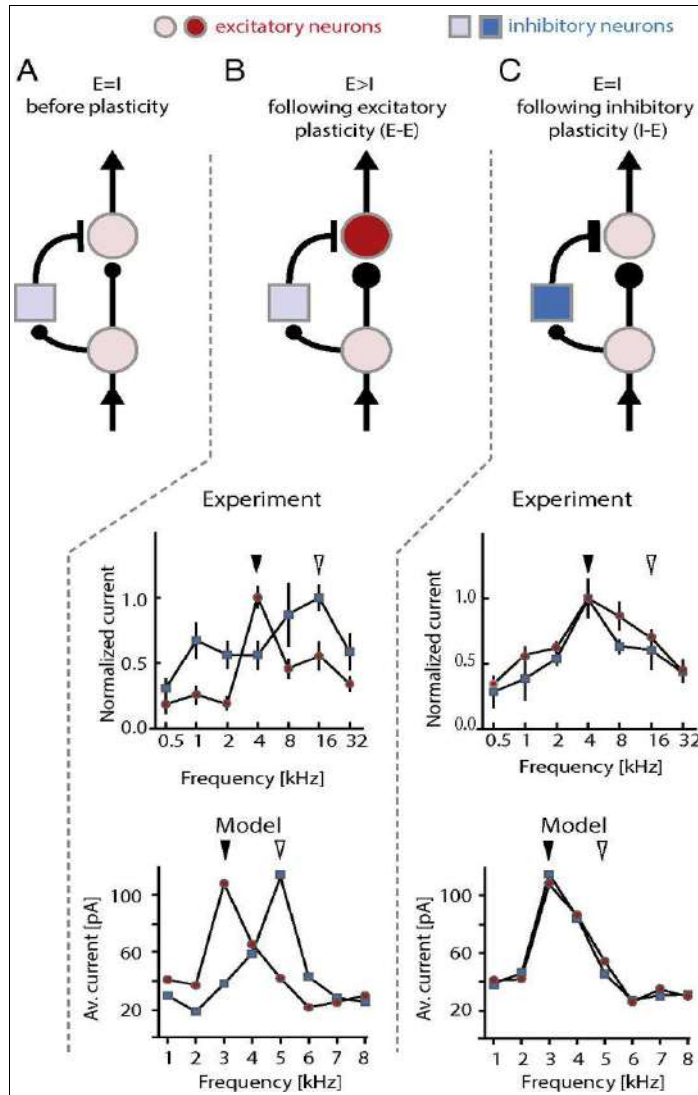 excitatory neurons
inhibitory neurons
A
E=I
before plasticity
B
E>I
following excitatory
plasticity (E-E)
C
E=I
following inhibitory
plasticity (I-E)
Experiment
Normalized current
1.0
0.5
0.0
0.5 1 2 4 8 16 32
Frequency [kHz]
Experiment
Normalized current
1.0
0.5
0.0
0.5 1 2 4 8 16 32
Frequency [kHz]
Model
Av. current [pA]
100
60
20
1 2 3 4 5 6 7 8
Frequency [kHz]
Model
Av. current [pA]
100
60
20
1 2 3 4 5 6 7 8
Frequency [kHz]